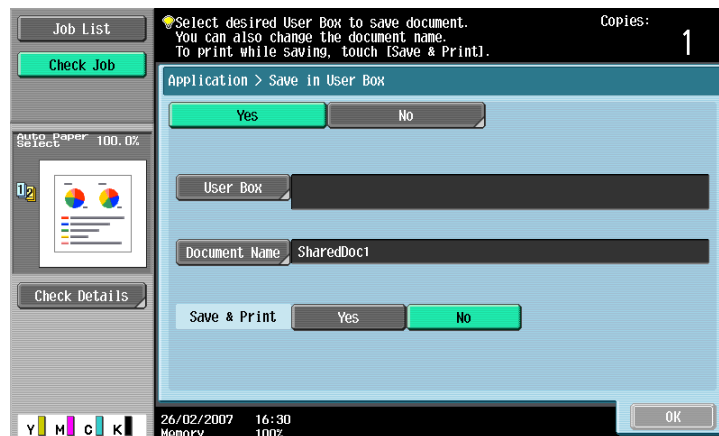 Job List
Check Job
Select desired User Box to save document.
You can also change the document name.
To print while saving, touch [Save & Print].
Copies:
1
Application > Save in User Box
Yes
No
Auto Paper
Select
100.0%
12
User Box
Document Name
SharedDoc1
Check Details
Save & Print
Yes
No
OK
Y M C K
26/02/2007 16:30
Memory 100%